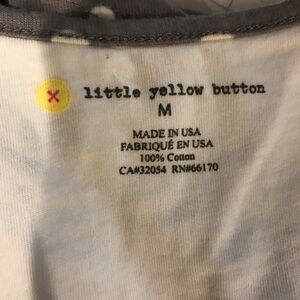 little yellow button
M
MADE IN USA
FABRIQUÉ EN USA
100% Cotton
CA#32054 RN#66170